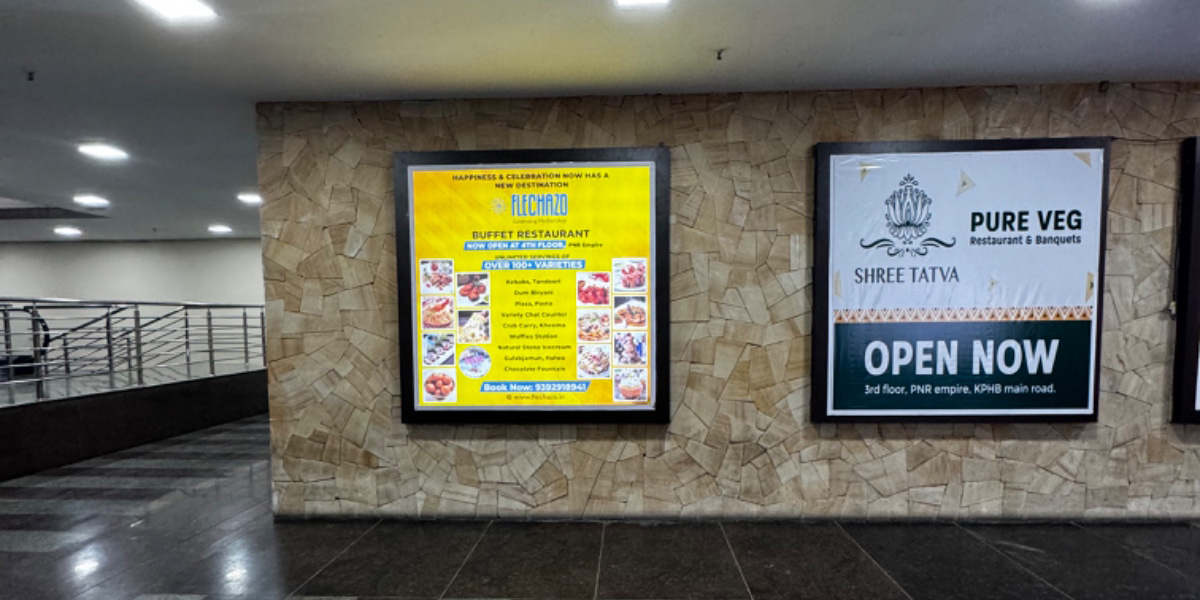 HAPPINESS & CELEBRATION NOW HAS A
NEW DESTINATION
FLECHAZO
BUFFET RESTAURANT
NOW OPEN AT 4TH FLOOR, PNR Empire
UNLIMITED SERVINGS OF
OVER 100+ VARIETIES
Kebabs, Tandoori
Dum Biryani
Pizza, Pasta
Variety Chat Counter
Crab Curry, Kheema
Waffles Station
Natural Stone Icecream
Gulabjamun, Halwa
Chocolate Fountain
Book Now: 9392918941
www.flechazo.in
PURE VEG
Restaurant & Banquets
SHREE TATVA
OPEN NOW
3rd floor, PNR empire, KPHB main road.